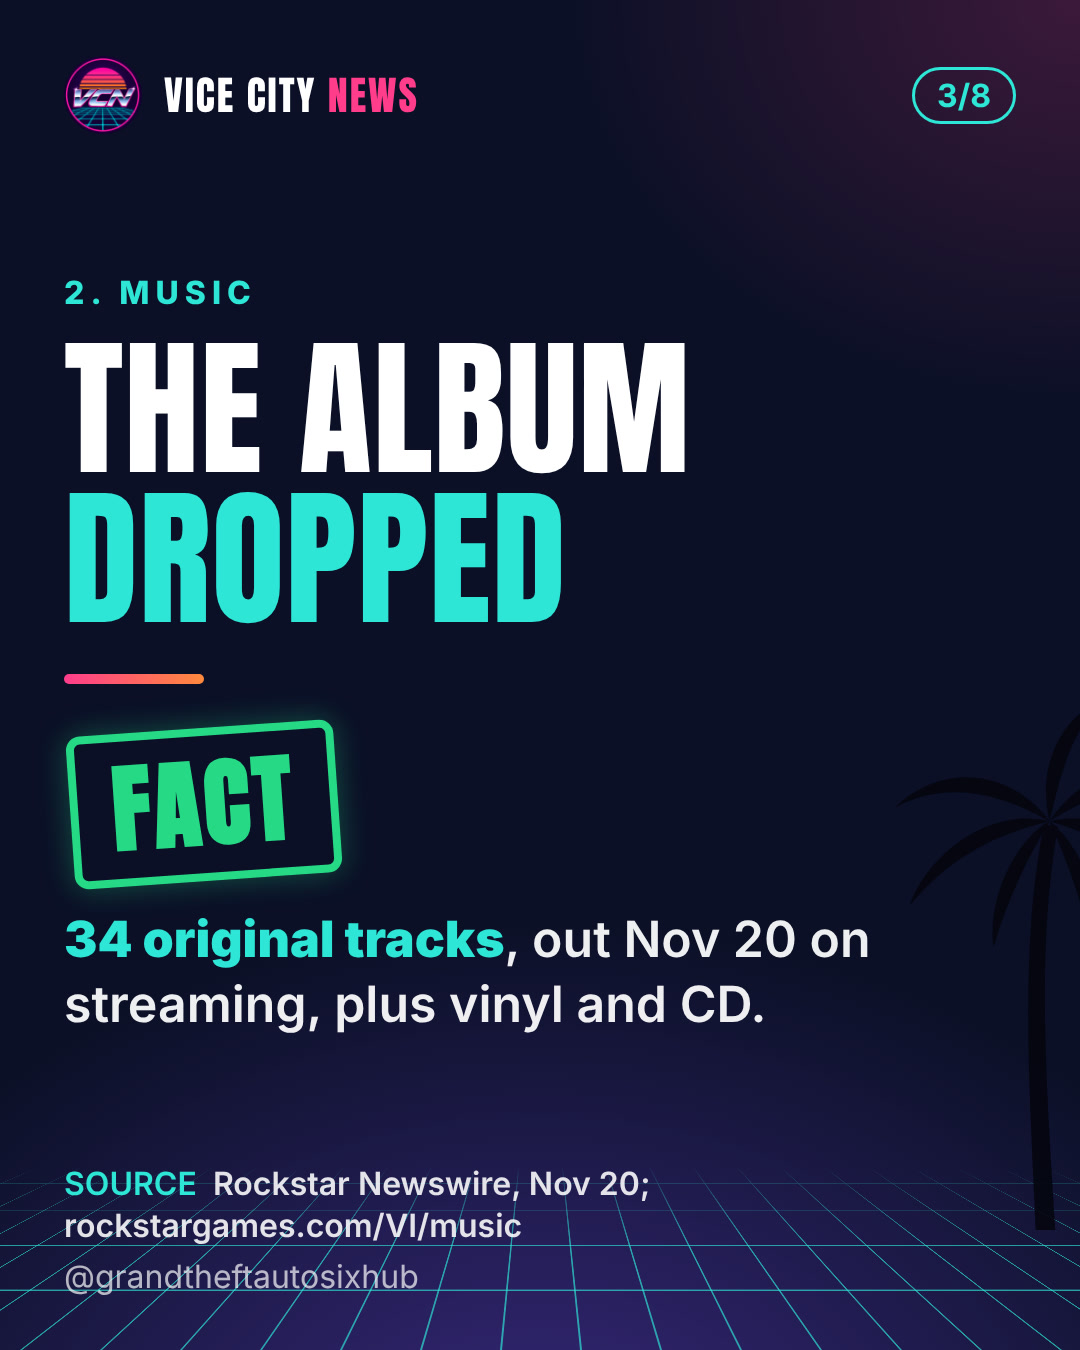 VCN
VICE CITY NEWS
3/8
2. MUSIC
THE ALBUM
DROPPED
FACT
34 original tracks, out Nov 20 on
streaming, plus vinyl and CD.
SOURCE Rockstar Newswire, Nov 20;
rockstargames.com/VI/music
@grandtheftautosixhub